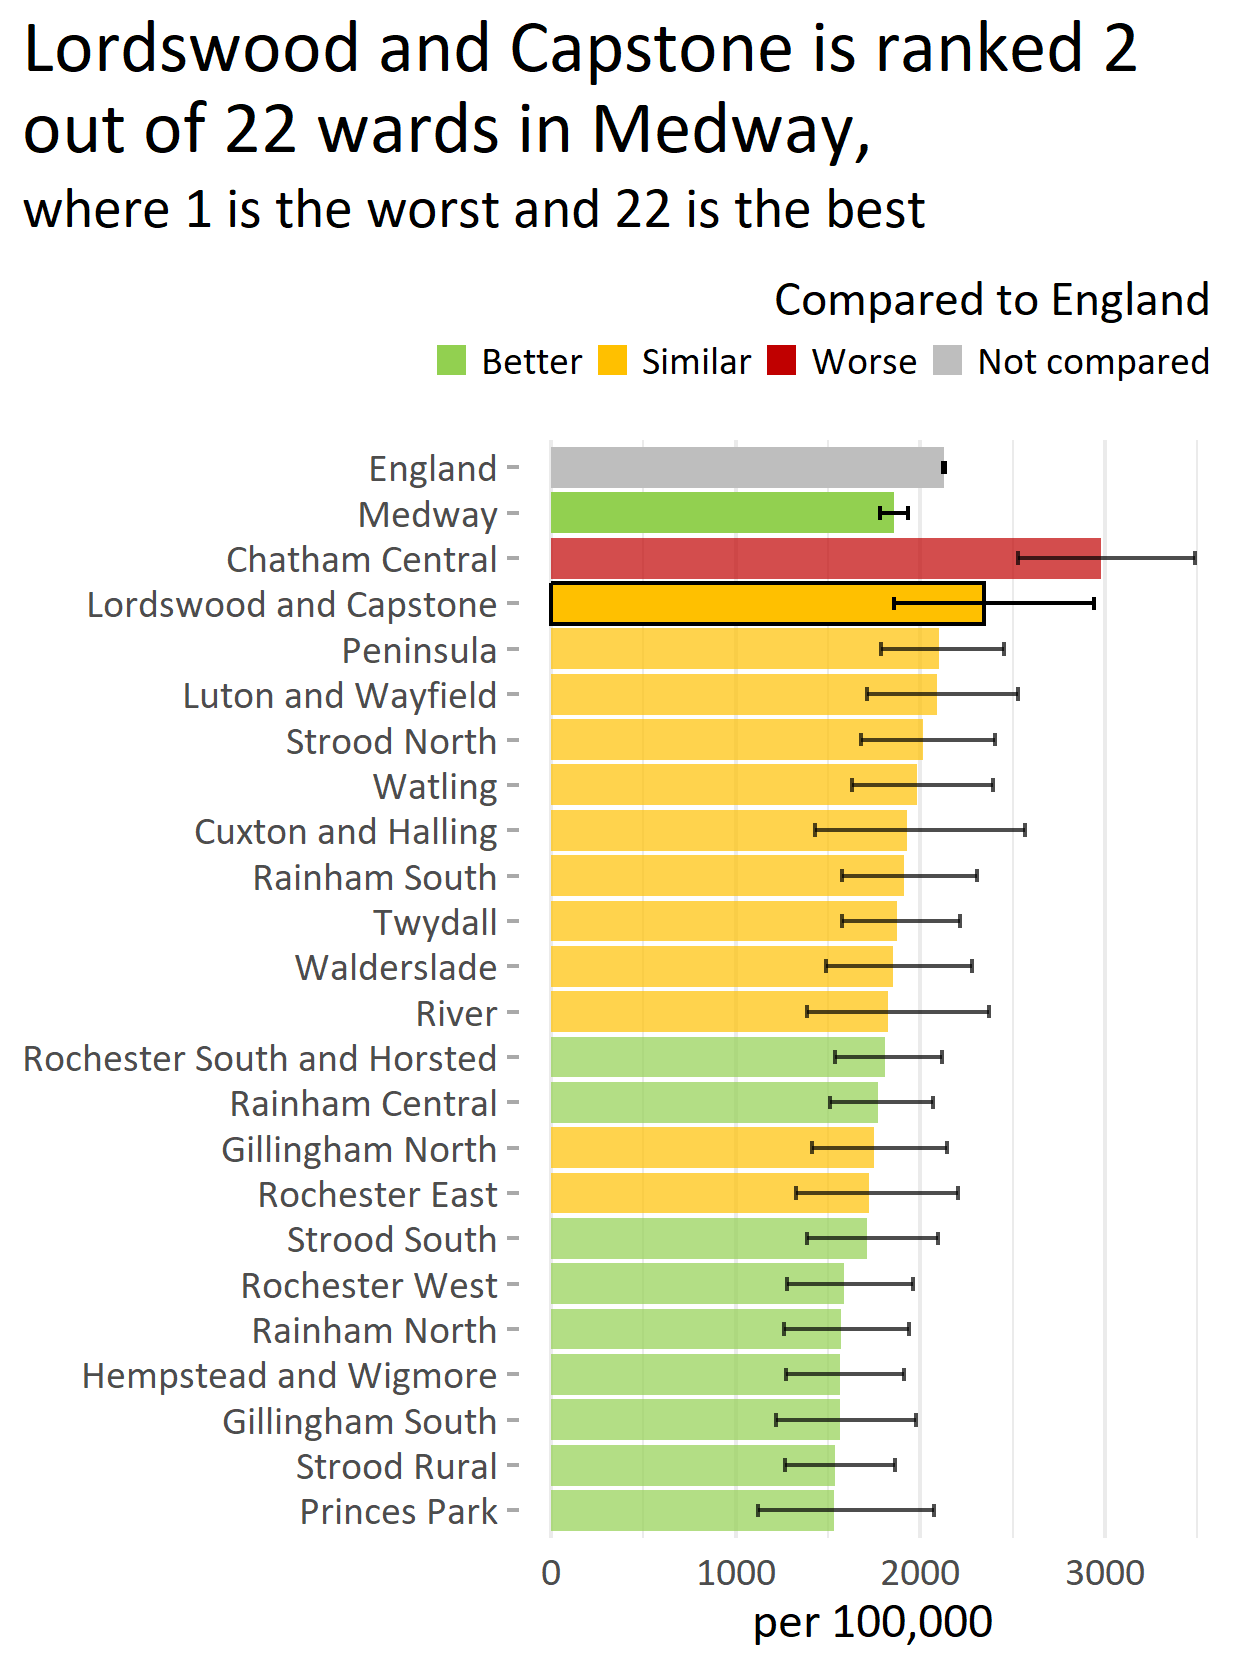 Lordswood and Capstone is ranked 2
out of 22 wards in Medway,
where 1 is the worst and 22 is the best
Compared to England
Better Similar Worse Not compared
England
Medway
Chatham Central
Lordswood and Capstone
Peninsula
Luton and Wayfield
Strood North
Watling
Cuxton and Halling
Rainham South
Twydall
Walderslade
River
Rochester South and Horsted
Rainham Central
Gillingham North
Rochester East
Strood South
Rochester West
Rainham North
Hempstead and Wigmore
Gillingham South
Strood Rural
Princes Park
0 1000 2000 3000
per 100,000